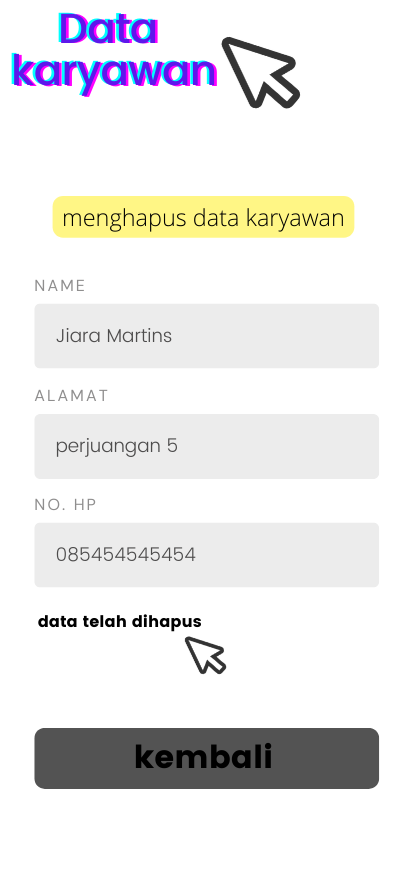 Data
karyawan
menghapus data karyawan
NAME
Jiara Martins
ALAMAT
perjuangan 5
NO. HP
085454545454
data telah dihapus
kembali